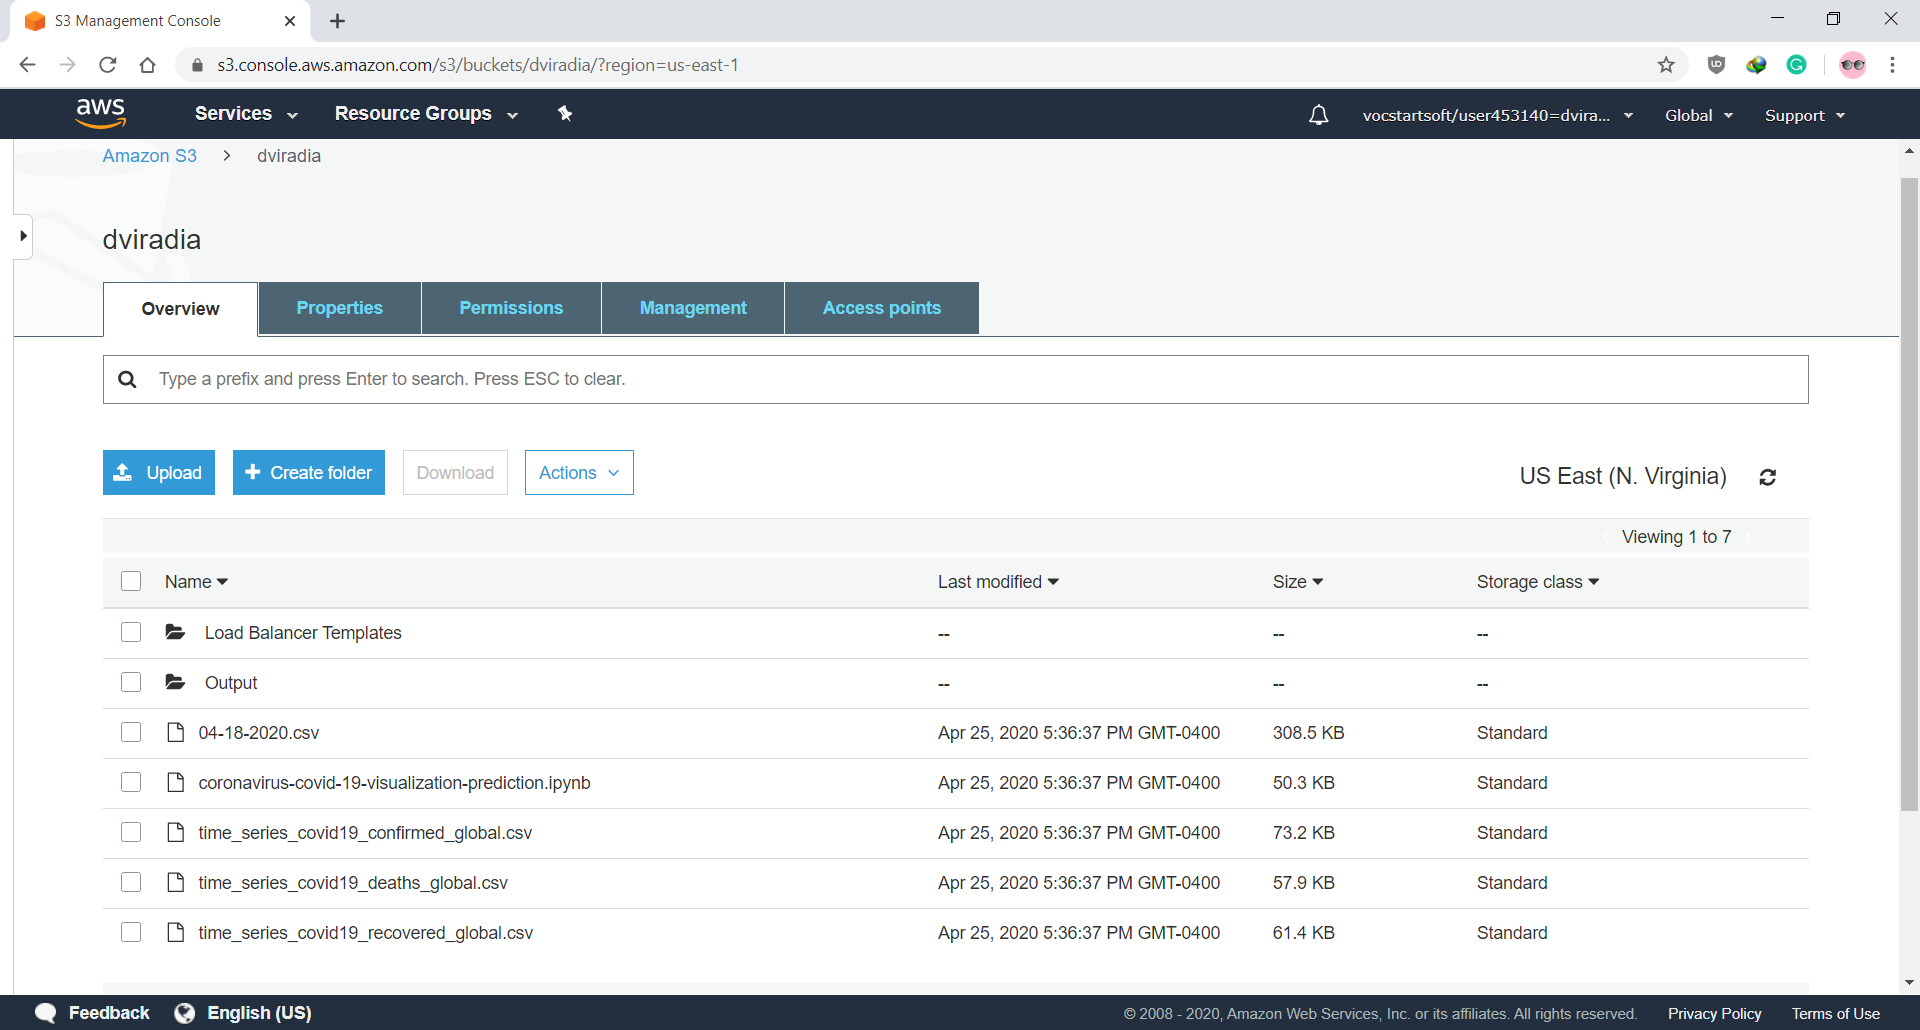 S3 Management Console
s3.console.aws.amazon.com/s3/buckets/dviradia/?region=us-east-1
aws Services Resource Groups vocstartsoft/user453140=dvira... Global Support
Amazon S3 > dviradia
dviradia
Overview Properties Permissions Management Access points
Type a prefix and press Enter to search. Press ESC to clear.
Upload + Create folder Download Actions US East (N. Virginia)
Viewing 1 to 7
Name Last modified Size Storage class
Load Balancer Templates -- -- --
Output -- -- --
04-18-2020.csv Apr 25, 2020 5:36:37 PM GMT-0400 308.5 KB Standard
coronavirus-covid-19-visualization-prediction.ipynb Apr 25, 2020 5:36:37 PM GMT-0400 50.3 KB Standard
time_series_covid19_confirmed_global.csv Apr 25, 2020 5:36:37 PM GMT-0400 73.2 KB Standard
time_series_covid19_deaths_global.csv Apr 25, 2020 5:36:37 PM GMT-0400 57.9 KB Standard
time_series_covid19_recovered_global.csv Apr 25, 2020 5:36:37 PM GMT-0400 61.4 KB Standard
Feedback English (US) © 2008 - 2020, Amazon Web Services, Inc. or its affiliates. All rights reserved. Privacy Policy Terms of Use